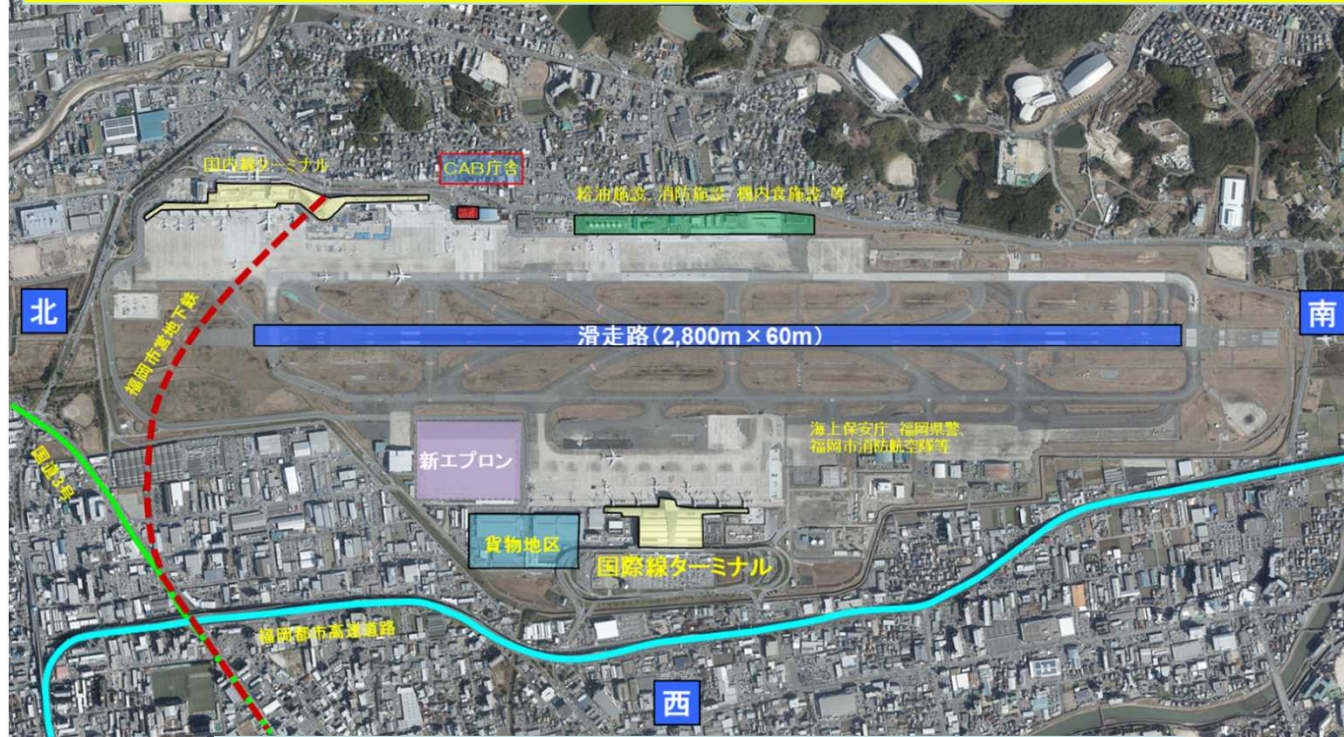 国内線ターミナル
CAB庁舎
給油施設、消防施設、機内食施設 等
北
福岡市営地下鉄
滑走路(2,800m×60m)
南
国道3号
新エプロン
海上保安庁、福岡県警、
福岡市消防航空隊等
貨物地区
国際線ターミナル
福岡都市高速道路
西